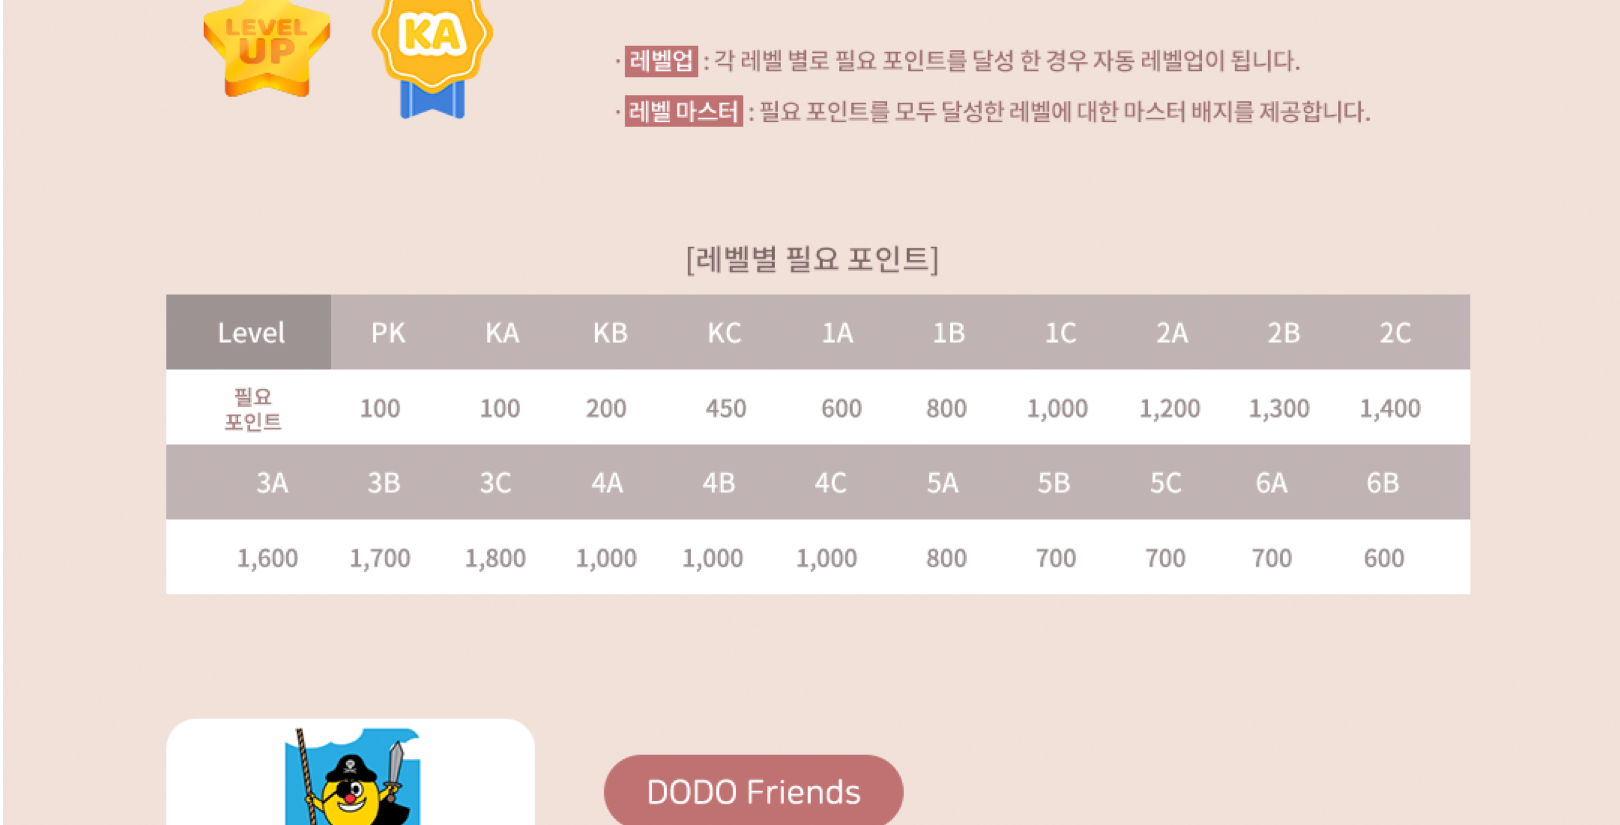 LEVEL
UP
KA
· 레벨업 : 각 레벨 별로 필요 포인트를 달성 한 경우 자동 레벨업이 됩니다.
· 레벨 마스터 : 필요 포인트를 모두 달성한 레벨에 대한 마스터 배지를 제공합니다.
[레벨별 필요 포인트]
Level PK KA KB KC 1A 1B 1C 2A 2B 2C
필요
포인트 100 100 200 450 600 800 1,000 1,200 1,300 1,400
3A 3B 3C 4A 4B 4C 5A 5B 5C 6A 6B
1,600 1,700 1,800 1,000 1,000 1,000 800 700 700 700 600
DODO Friends